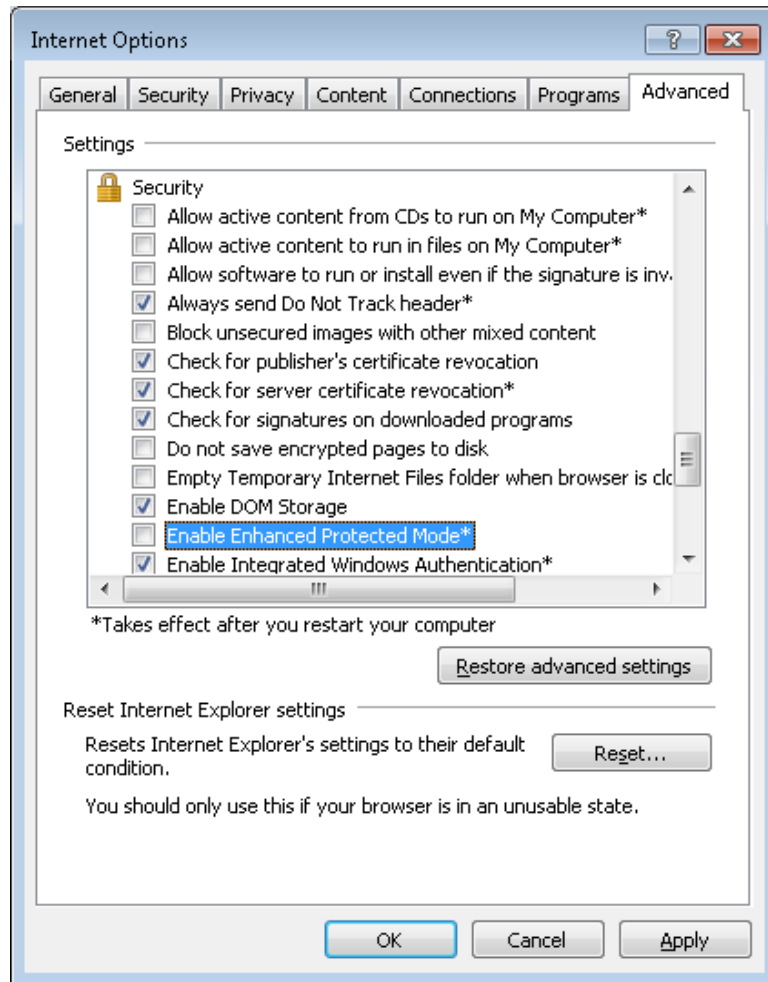 Internet Options
General Security Privacy Content Connections Programs Advanced
Settings
Security
Allow active content from CDs to run on My Computer*
Allow active content to run in files on My Computer*
Allow software to run or install even if the signature is inv
Always send Do Not Track header*
Block unsecured images with other mixed content
Check for publisher's certificate revocation
Check for server certificate revocation*
Check for signatures on downloaded programs
Do not save encrypted pages to disk
Empty Temporary Internet Files folder when browser is clo
Enable DOM Storage
Enable Enhanced Protected Mode*
Enable Integrated Windows Authentication*
*Takes effect after you restart your computer
Restore advanced settings
Reset Internet Explorer settings
Resets Internet Explorer's settings to their default
condition.
Reset...
You should only use this if your browser is in an unusable state.
OK Cancel Apply